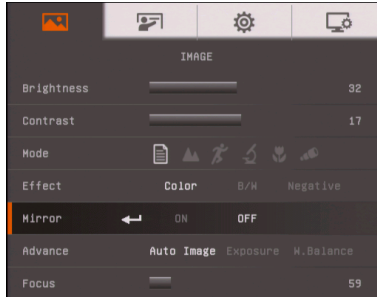 IMAGE
Brightness 32
Contrast 17
Mode
Effect Color B/W Negative
Mirror ON OFF
Advance Auto Image Exposure W.Balance
Focus 59